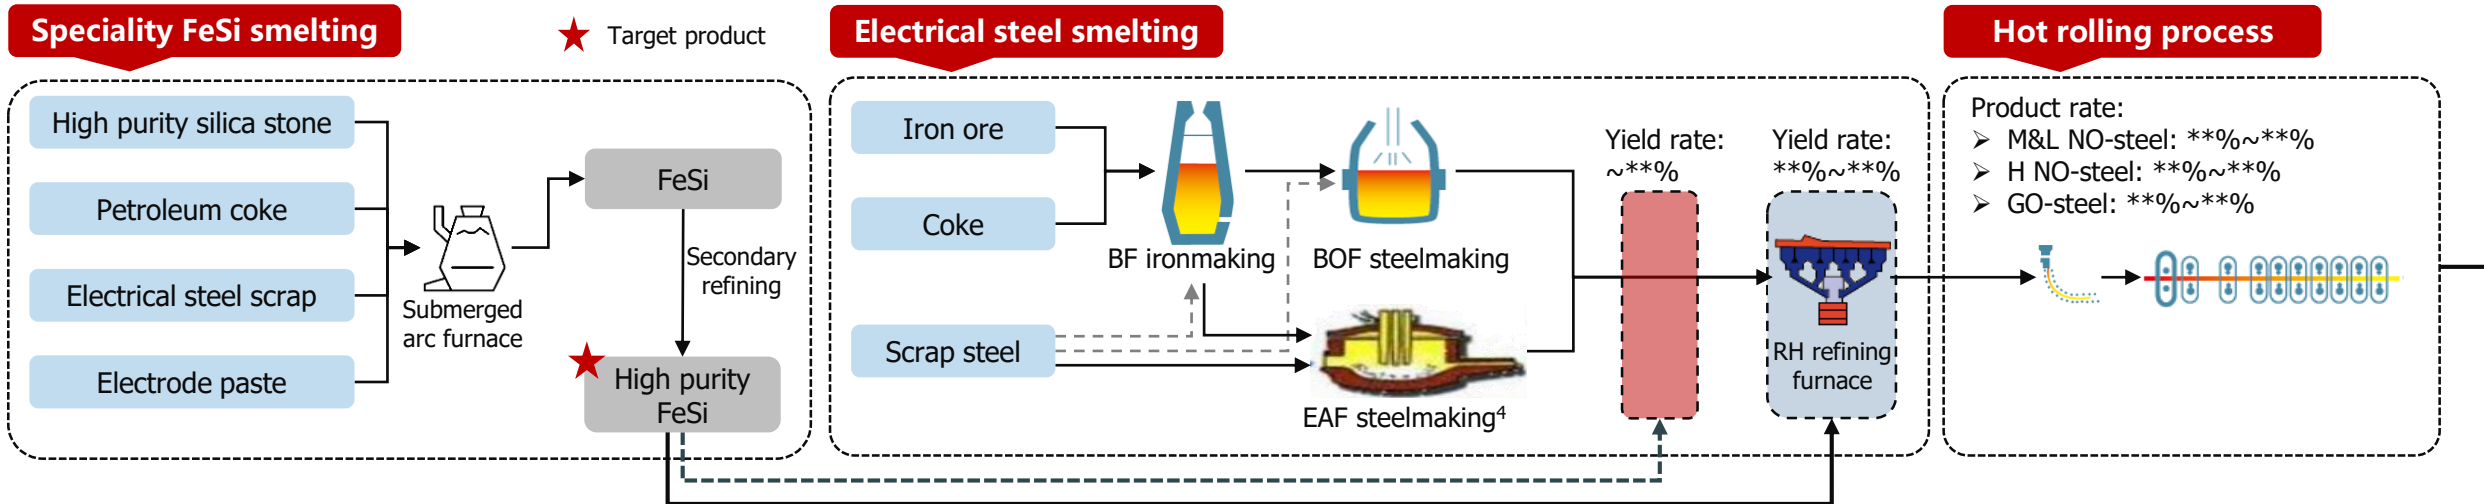 Speciality FeSi smelting
Target product
High purity silica stone
Petroleum coke
Electrical steel scrap
Electrode paste
Submerged
arc furnace
FeSi
Secondary
refining
High purity
FeSi
Electrical steel smelting
Iron ore
Coke
Scrap steel
BF ironmaking
BOF steelmaking
EAF steelmaking⁴
Yield rate:
~**%
Yield rate:
**%~**%
RH refining
furnace
Hot rolling process
Product rate:
➢ M&L NO-steel: **%~**%
➢ H NO-steel: **%~**%
➢ GO-steel: **%~**%